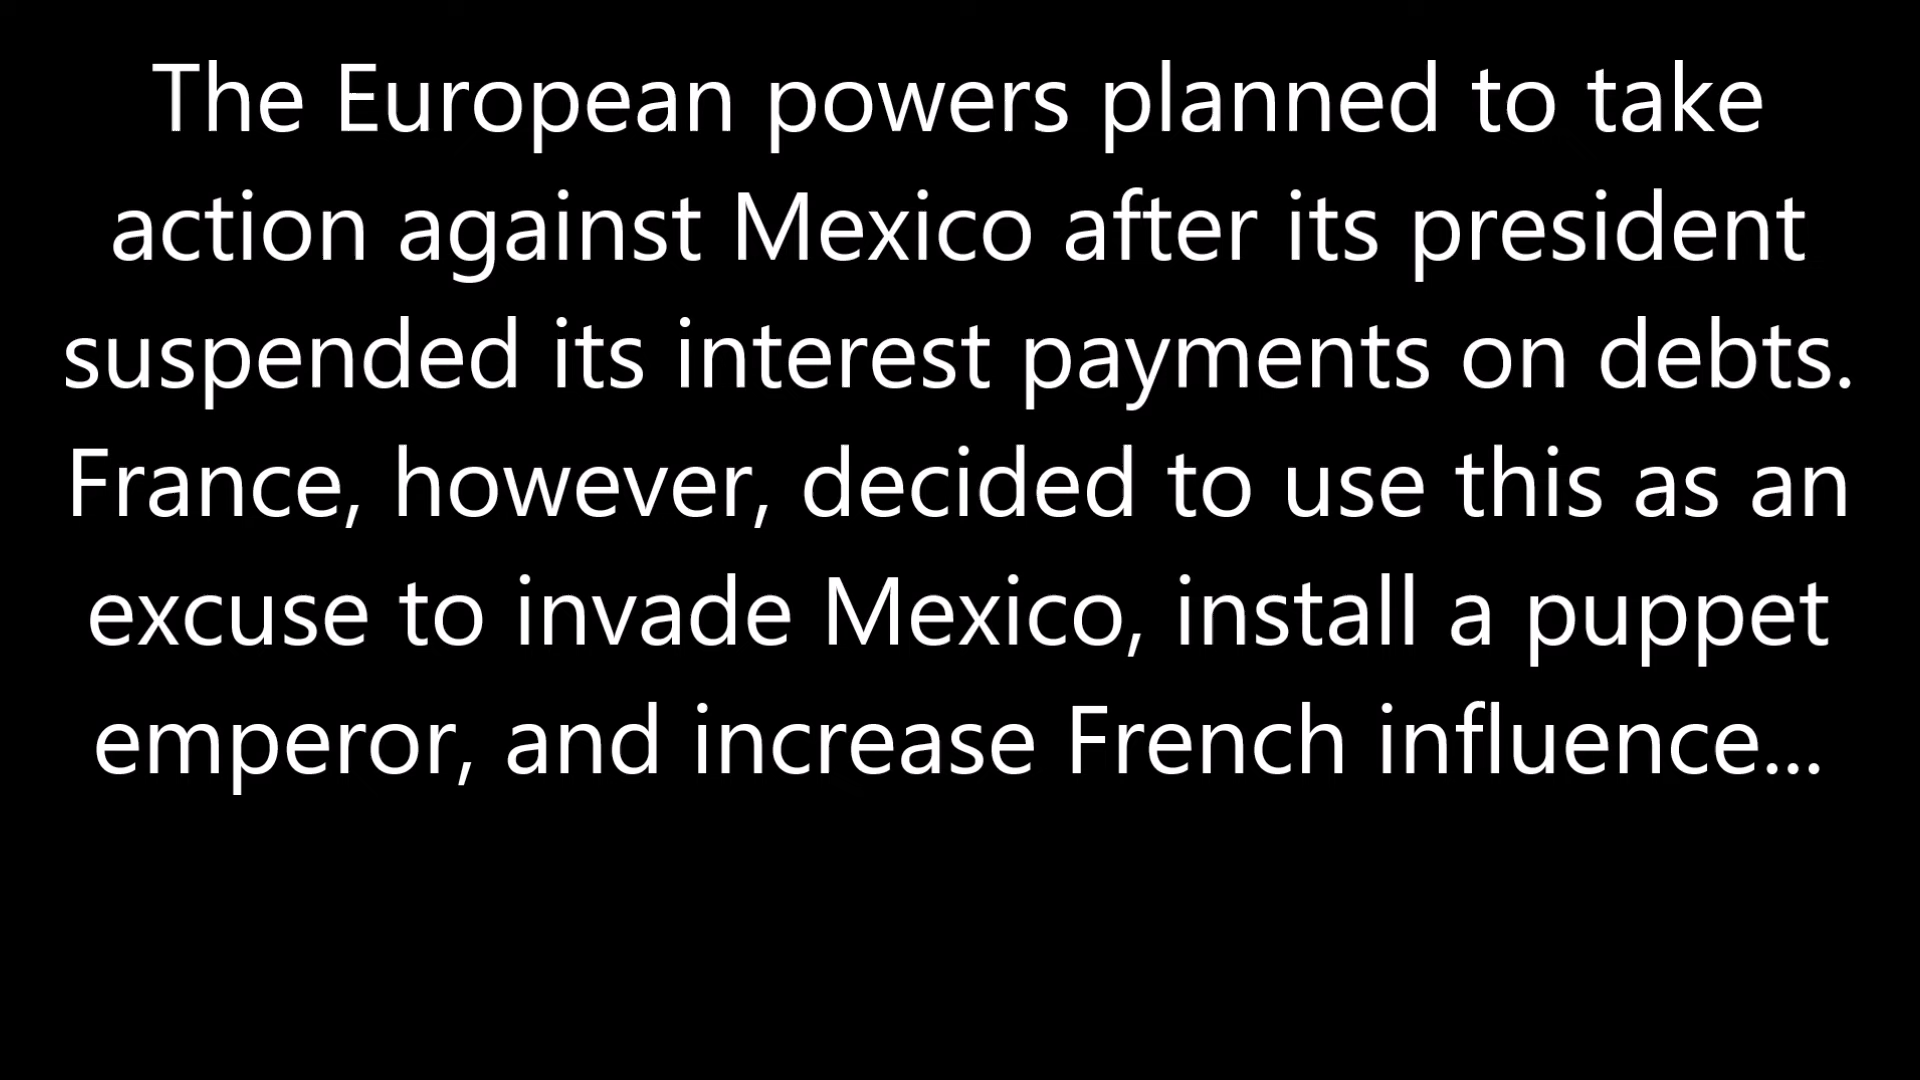 The European powers planned to take
action against Mexico after its president
suspended its interest payments on debts.
France, however, decided to use this as an
excuse to invade Mexico, install a puppet
emperor, and increase French influence...